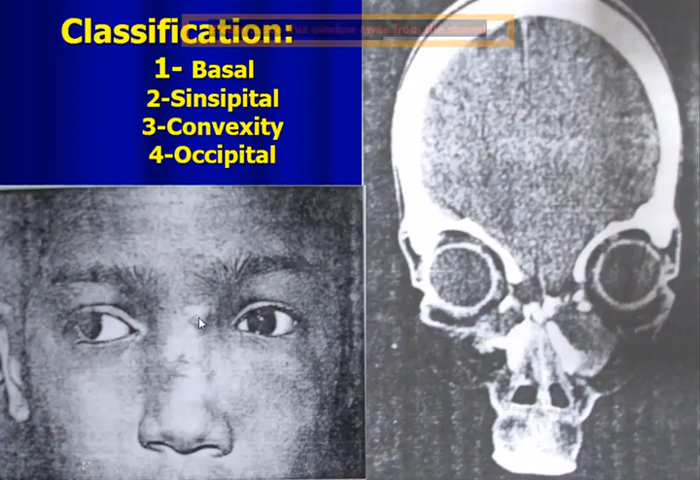 Classification:
1- Basal
2-Sinsipital
3-Convexity
4-Occipital